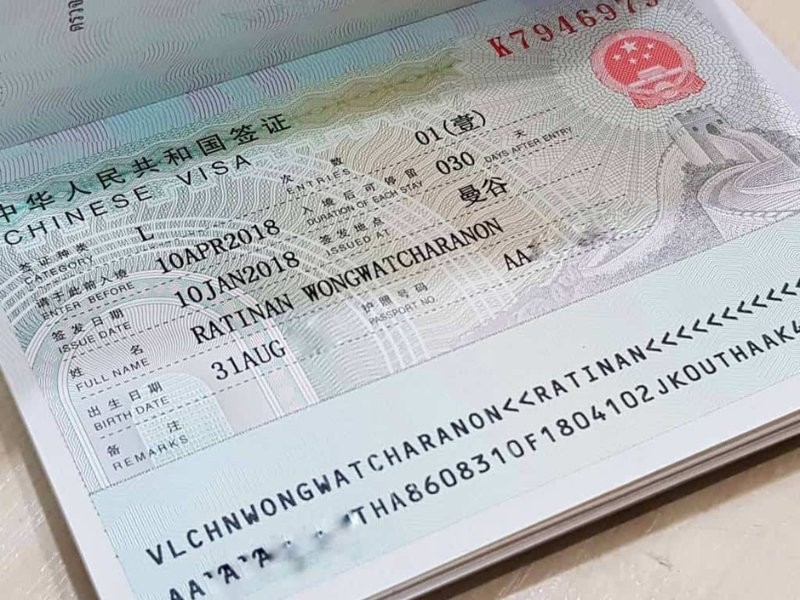 K7946973
中华人民共和国签证
CHINESE VISA
签证种类 CATEGORY L
次数 ENTRIES 01(壹)
请于此前入境 ENTER BEFORE 10APR2018
入境后可停留 DURATION OF EACH STAY 030 天 DAYS AFTER ENTRY
签发日期 ISSUE DATE 10JAN2018
签发地点 ISSUED AT 曼谷
姓名 FULL NAME RATINAN WONGWATCHARANON
出生日期 BIRTH DATE 31AUG
护照号码 PASSPORT NO AA
备注 REMARKS
VLCHNWONGWATCHARANON<<RATINAN<<<<<<<<<<
THA8608310F1804102JKOUTHAAK4